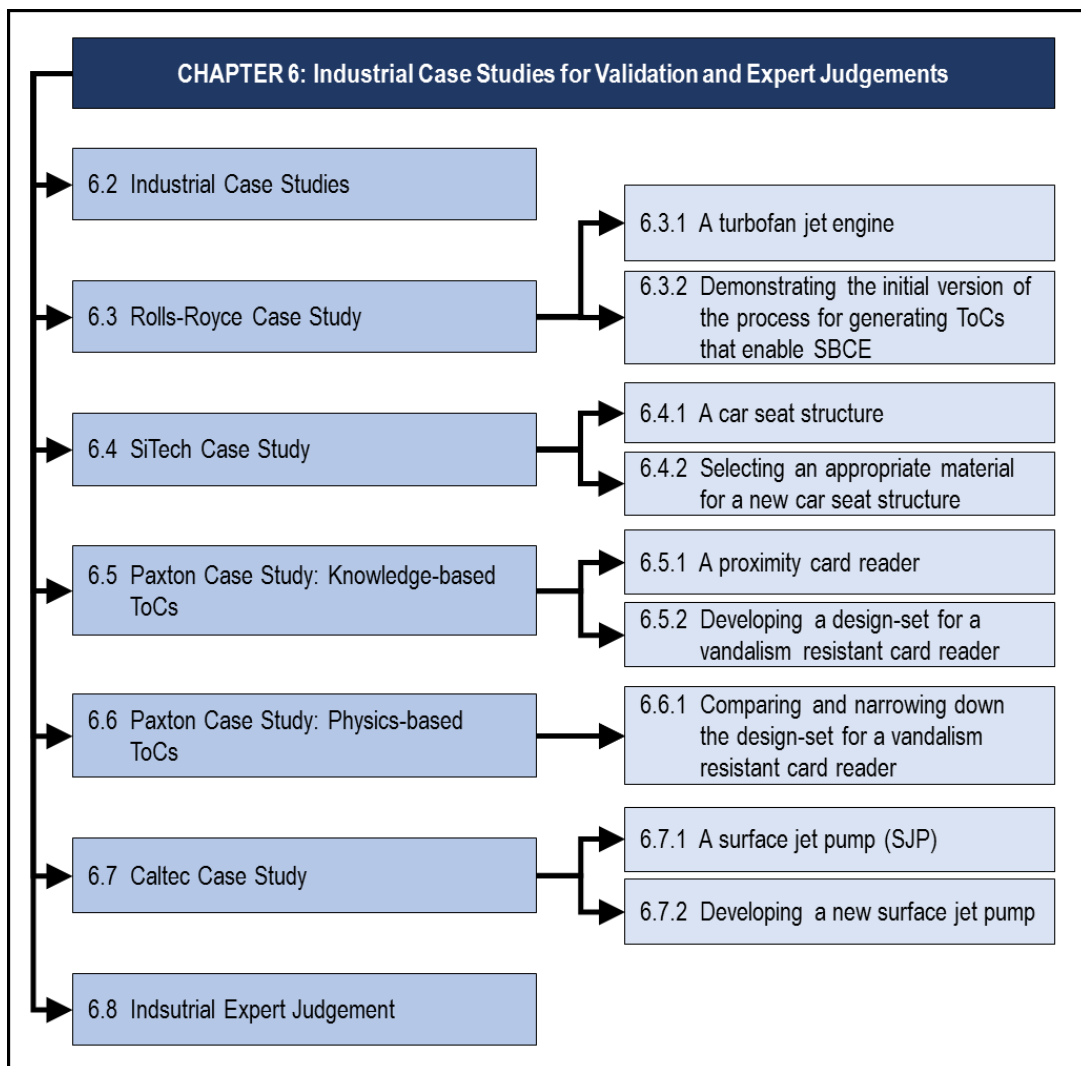 CHAPTER 6: Industrial Case Studies for Validation and Expert Judgements
6.2 Industrial Case Studies
6.3 Rolls-Royce Case Study
6.3.1 A turbofan jet engine
6.3.2 Demonstrating the initial version of
the process for generating ToCs
that enable SBCE
6.4 SiTech Case Study
6.4.1 A car seat structure
6.4.2 Selecting an appropriate material
for a new car seat structure
6.5 Paxton Case Study: Knowledge-based
ToCs
6.5.1 A proximity card reader
6.5.2 Developing a design-set for a
vandalism resistant card reader
6.6 Paxton Case Study: Physics-based
ToCs
6.6.1 Comparing and narrowing down
the design-set for a vandalism
resistant card reader
6.7 Caltec Case Study
6.7.1 A surface jet pump (SJP)
6.7.2 Developing a new surface jet pump
6.8 Indsutrial Expert Judgement